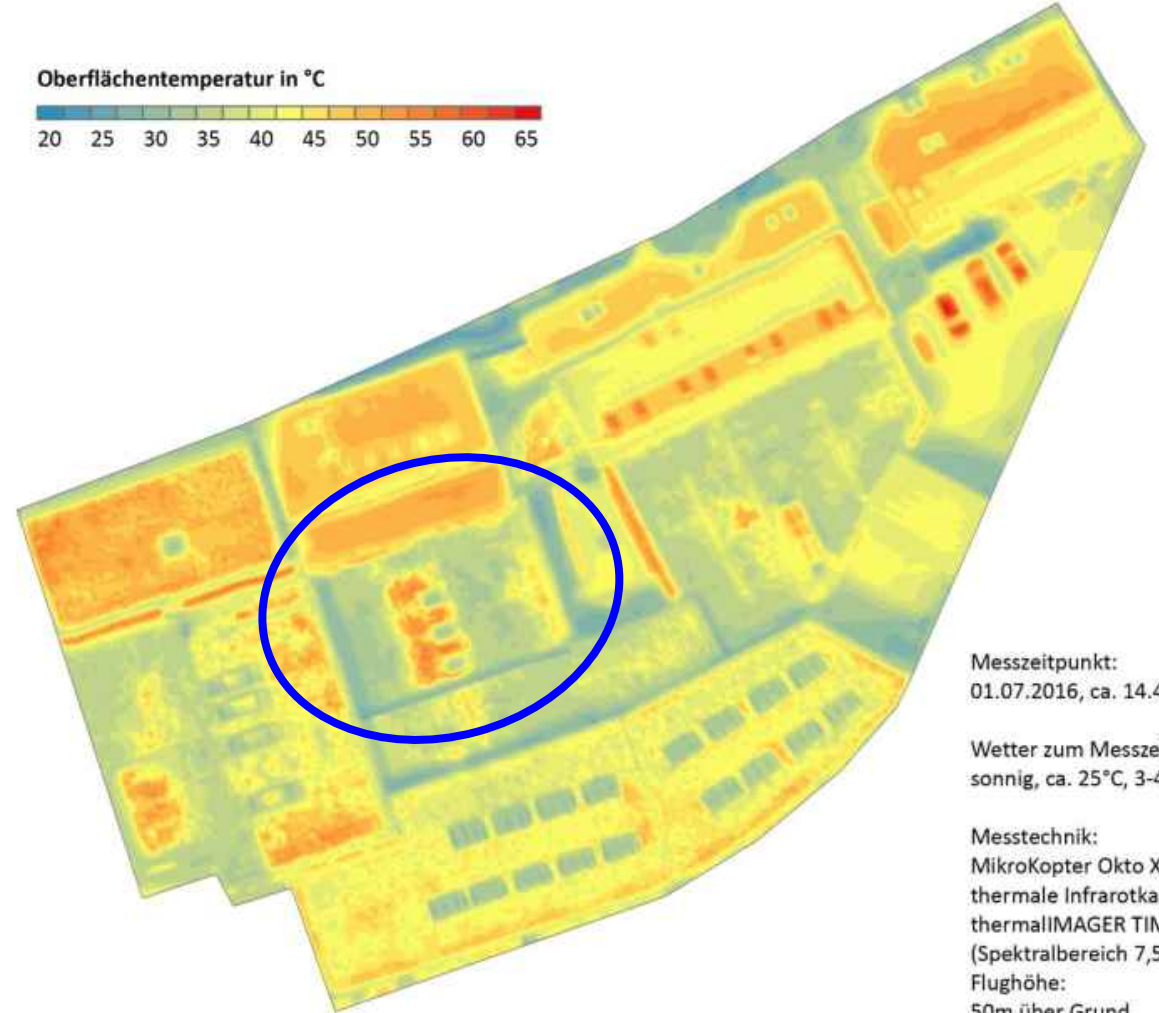 Oberflächentemperatur in °C
20 25 30 35 40 45 50 55 60 65
Messzeitpunkt:
01.07.2016, ca. 14.4
Wetter zum Messze
sonnig, ca. 25°C, 3-4
Messtechnik:
MikroKopter Okto X
thermale Infrarotka
thermalIMAGER TIM
(Spektralbereich 7,5
Flughöhe:
50m über Grund